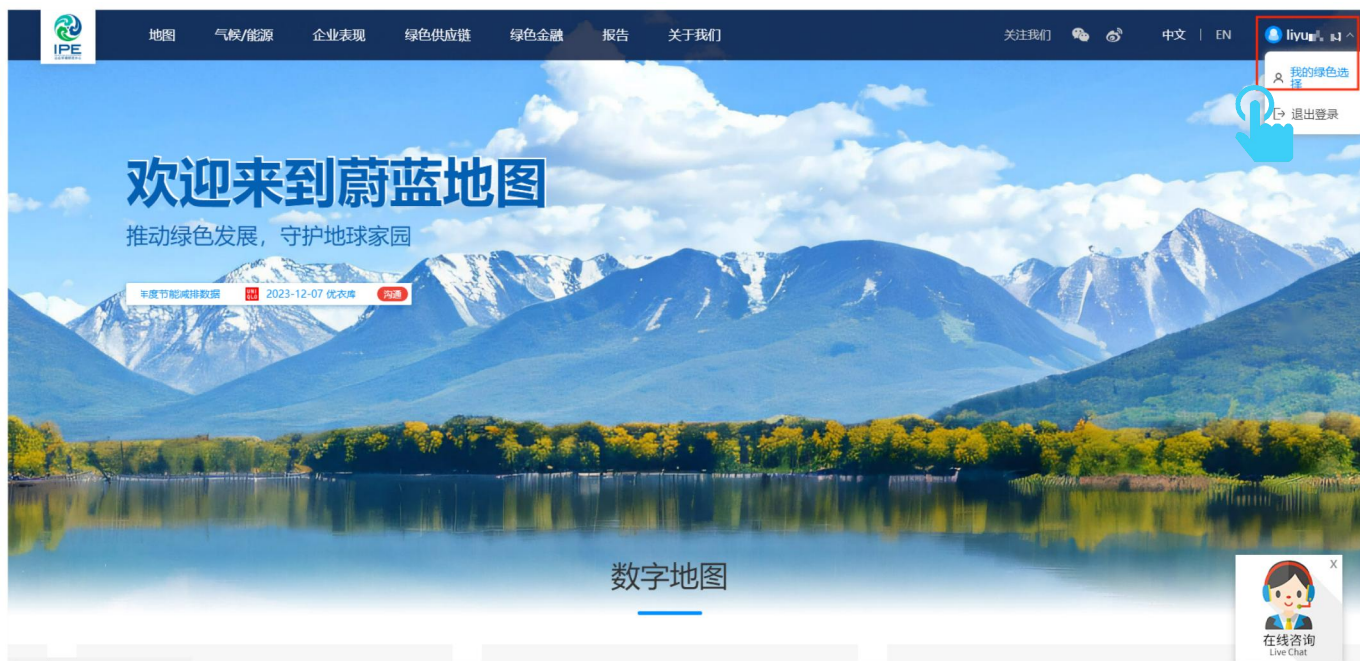 IPE
地图
气候/能源
企业表现
绿色供应链
绿色金融
报告
关于我们
关注我们
中文 | EN
liyu
我的绿色选
择
退出登录
欢迎来到蔚蓝地图
推动绿色发展，守护地球家园
年度节能减排数据
UNI
QLO
2023-12-07 优衣库
沟通
数字地图
X
在线咨询
Live Chat